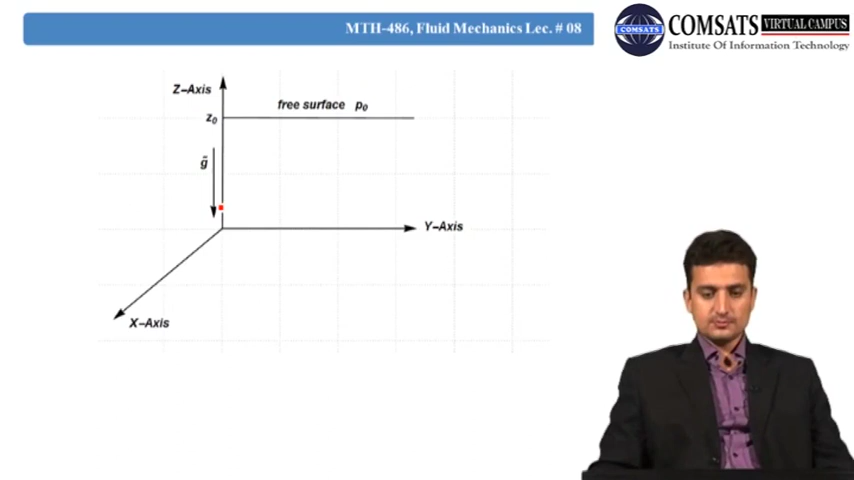 MTH-486, Fluid Mechanics Lec. # 08
COMSATS
COMSATS VIRTUAL CAMPUS
Institute Of Information Technology
Z-Axis
free surface p₀
z₀
g̃
Y-Axis
X-Axis